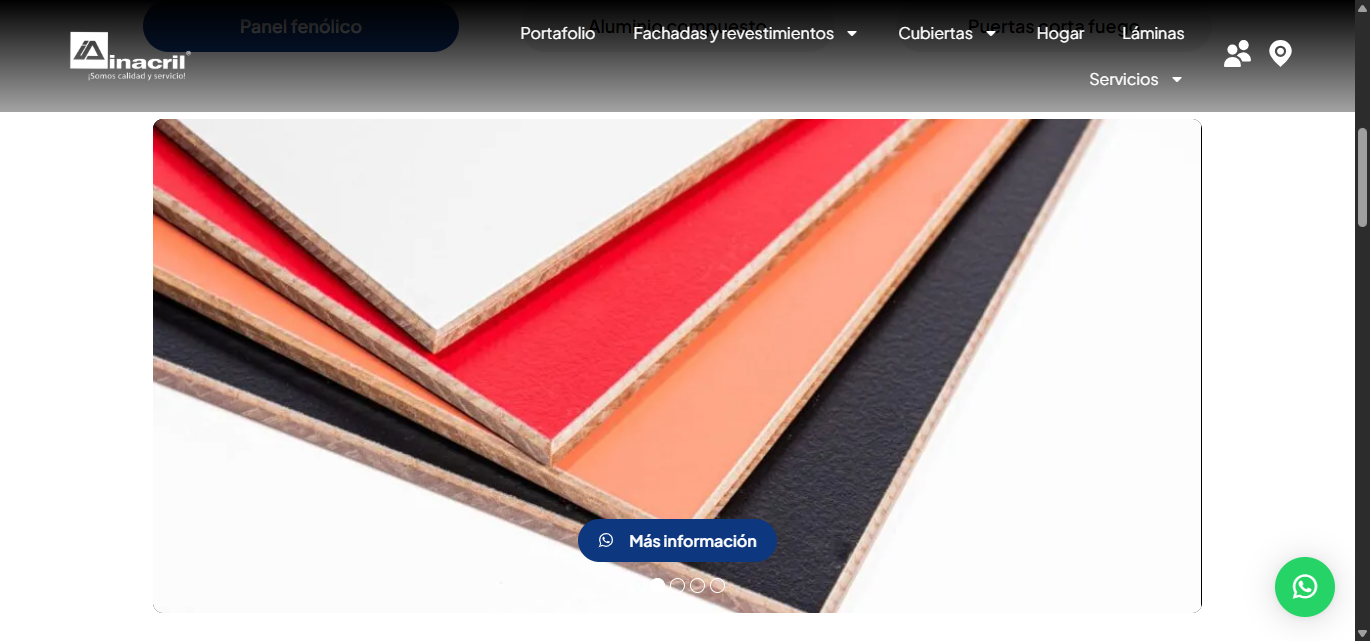 Panel fenólico
Aluminio compuesto
Puertas corta fuego
Portafolio
Fachadas y revestimientos
Cubiertas
Hogar
Láminas
Servicios
inacril®
¡Somos calidad y servicio!
Más información